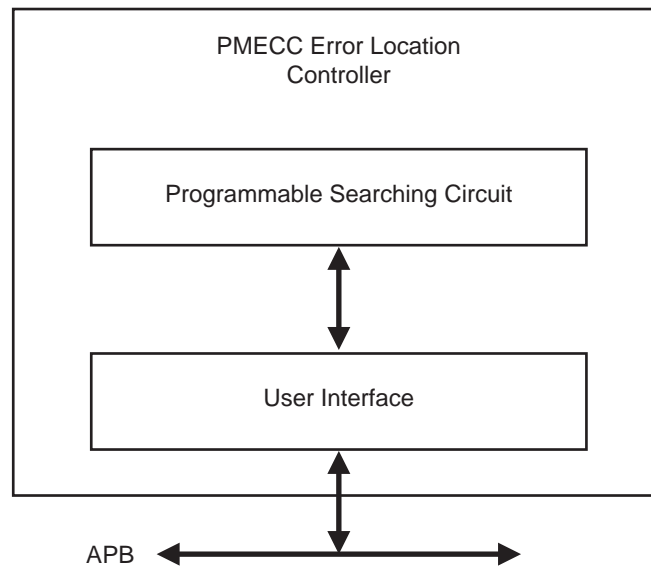 PMECC Error Location
Controller
Programmable Searching Circuit
User Interface
APB